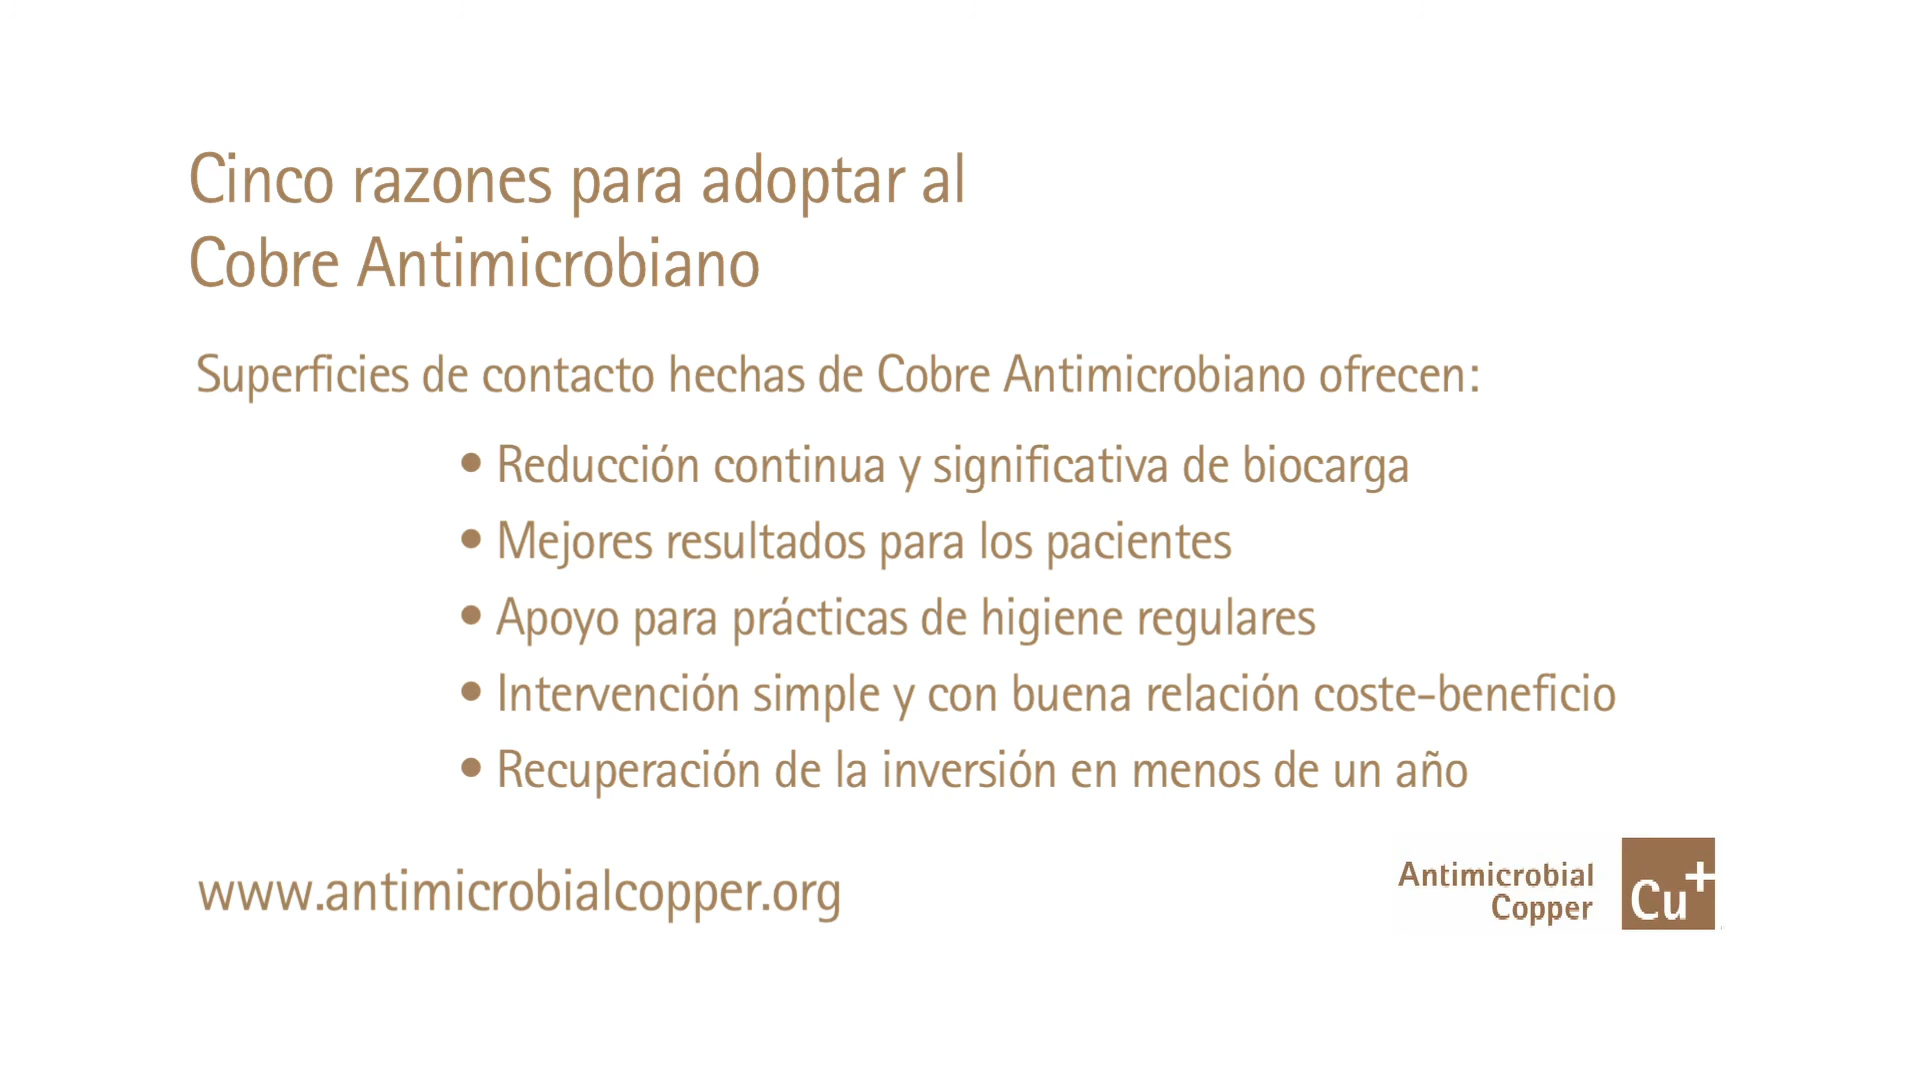 Cinco razones para adoptar al
Cobre Antimicrobiano
Superficies de contacto hechas de Cobre Antimicrobiano ofrecen:
• Reducción continua y significativa de biocarga
• Mejores resultados para los pacientes
• Apoyo para prácticas de higiene regulares
• Intervención simple y con buena relación coste-beneficio
• Recuperación de la inversión en menos de un año
www.antimicrobialcopper.org
Antimicrobial
Copper
Cu+